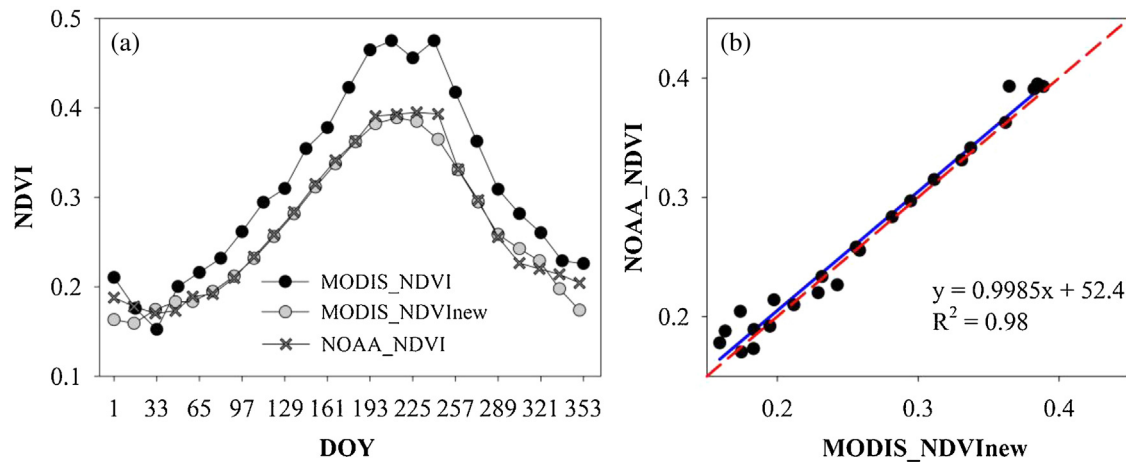 (a)
NDVI
0.5
0.4
0.3
0.2
0.1
MODIS_NDVI
MODIS_NDVInew
NOAA_NDVI
1 33 65 97 129 161 193 225 257 289 321 353
DOY
(b)
NOAA_NDVI
0.4
0.3
0.2
y = 0.9985x + 52.4
R² = 0.98
0.2 0.3 0.4
MODIS_NDVInew